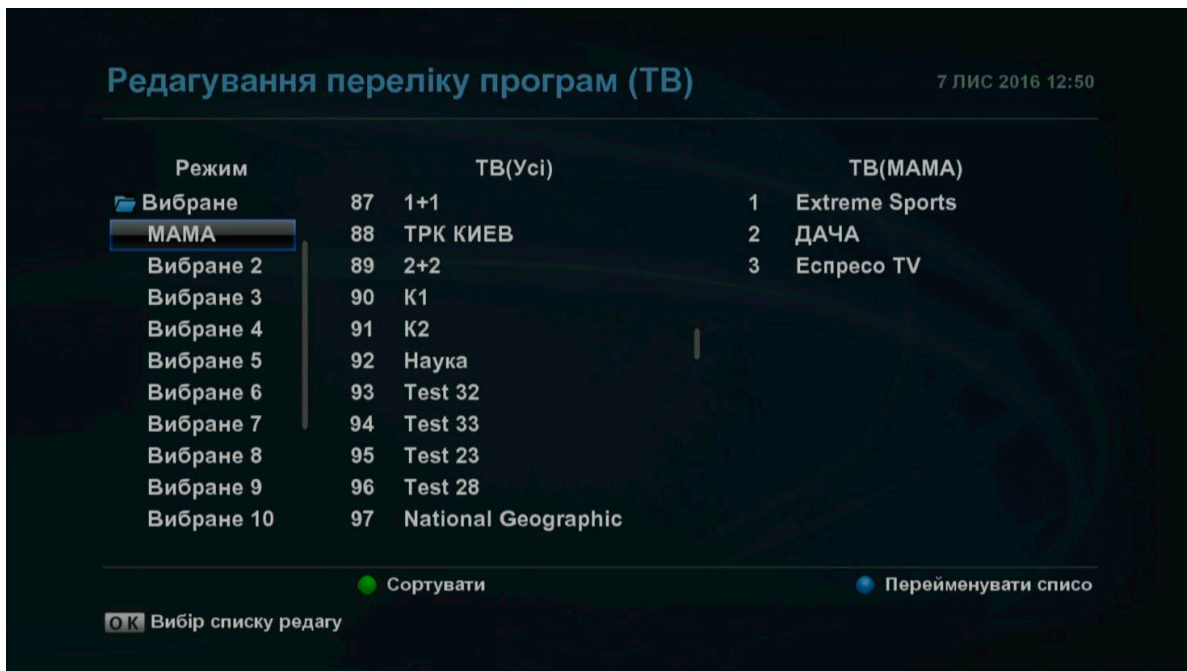 Редагування переліку програм (ТВ)
7 ЛИС 2016 12:50
Режим ТВ(Усі) ТВ(МАМА)
Вибране 87 1+1 1 Extreme Sports
МАМА 88 ТРК КИЕВ 2 ДАЧА
Вибране 2 89 2+2 3 Еспресо TV
Вибране 3 90 К1
Вибране 4 91 К2
Вибране 5 92 Наука
Вибране 6 93 Test 32
Вибране 7 94 Test 33
Вибране 8 95 Test 23
Вибране 9 96 Test 28
Вибране 10 97 National Geographic
Сортувати Перейменувати списо
OK Вибір списку редагу